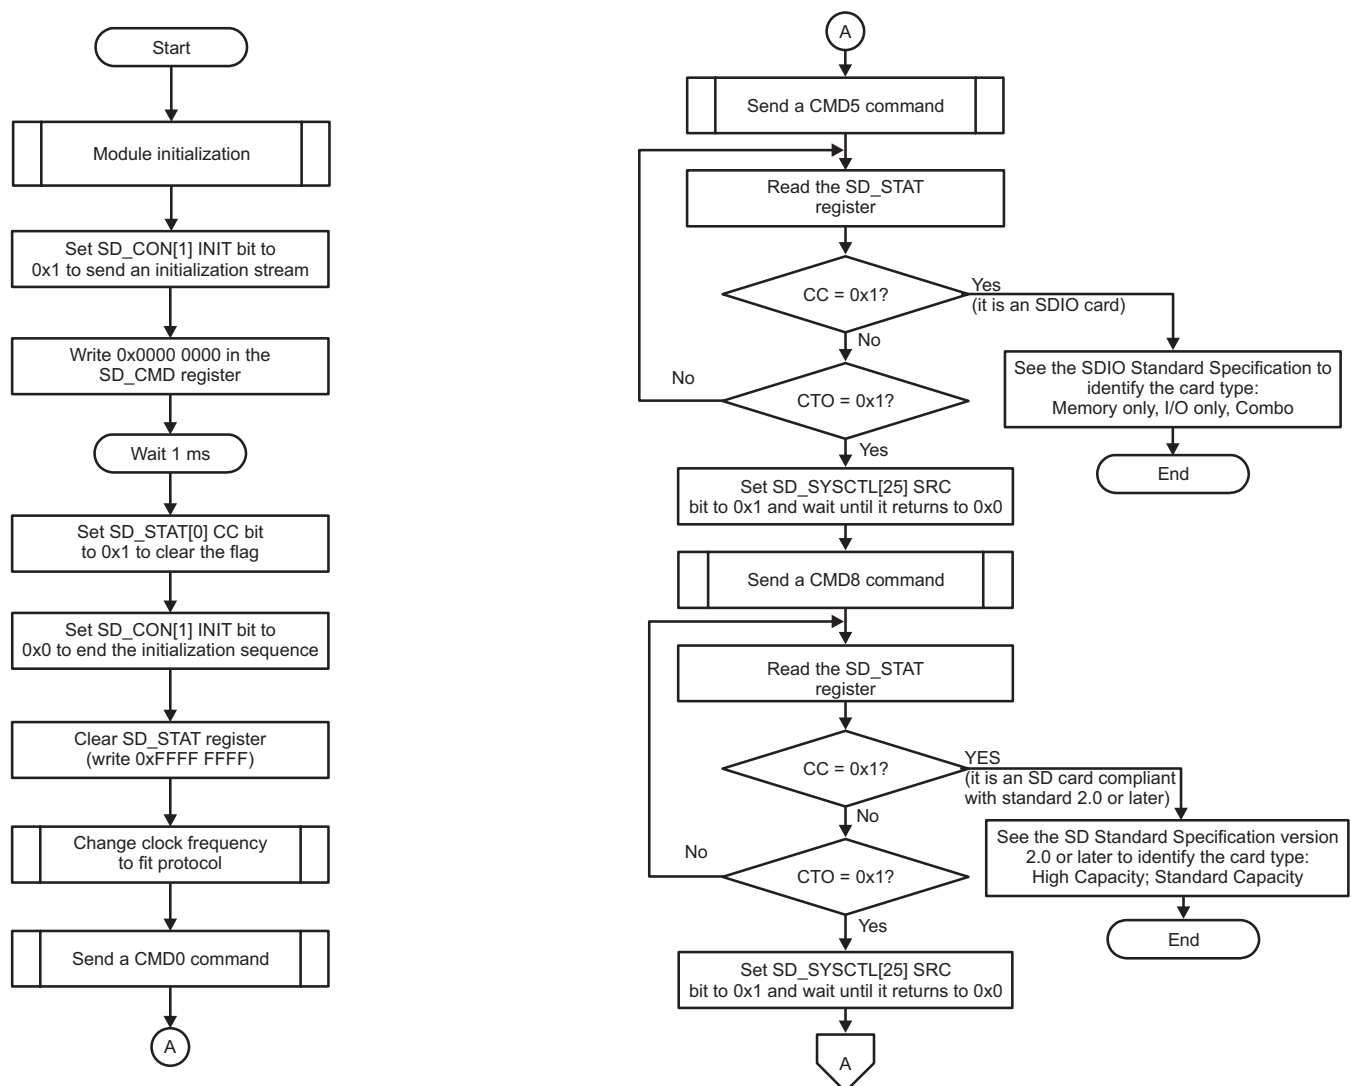 Start
Module initialization
Set SD_CON[1] INIT bit to
0x1 to send an initialization stream
Write 0x0000 0000 in the
SD_CMD register
Wait 1 ms
Set SD_STAT[0] CC bit
to 0x1 to clear the flag
Set SD_CON[1] INIT bit to
0x0 to end the initialization sequence
Clear SD_STAT register
(write 0xFFFF FFFF)
Change clock frequency
to fit protocol
Send a CMD0 command
A
A
Send a CMD5 command
Read the SD_STAT
register
CC = 0x1?
Yes
(it is an SDIO card)
No
See the SDIO Standard Specification to
identify the card type:
Memory only, I/O only, Combo
End
No
CTO = 0x1?
Yes
Set SD_SYSCTL[25] SRC
bit to 0x1 and wait until it returns to 0x0
Send a CMD8 command
Read the SD_STAT
register
CC = 0x1?
YES
(it is an SD card compliant
with standard 2.0 or later)
No
See the SD Standard Specification version
2.0 or later to identify the card type:
High Capacity; Standard Capacity
End
No
CTO = 0x1?
Yes
Set SD_SYSCTL[25] SRC
bit to 0x1 and wait until it returns to 0x0
A